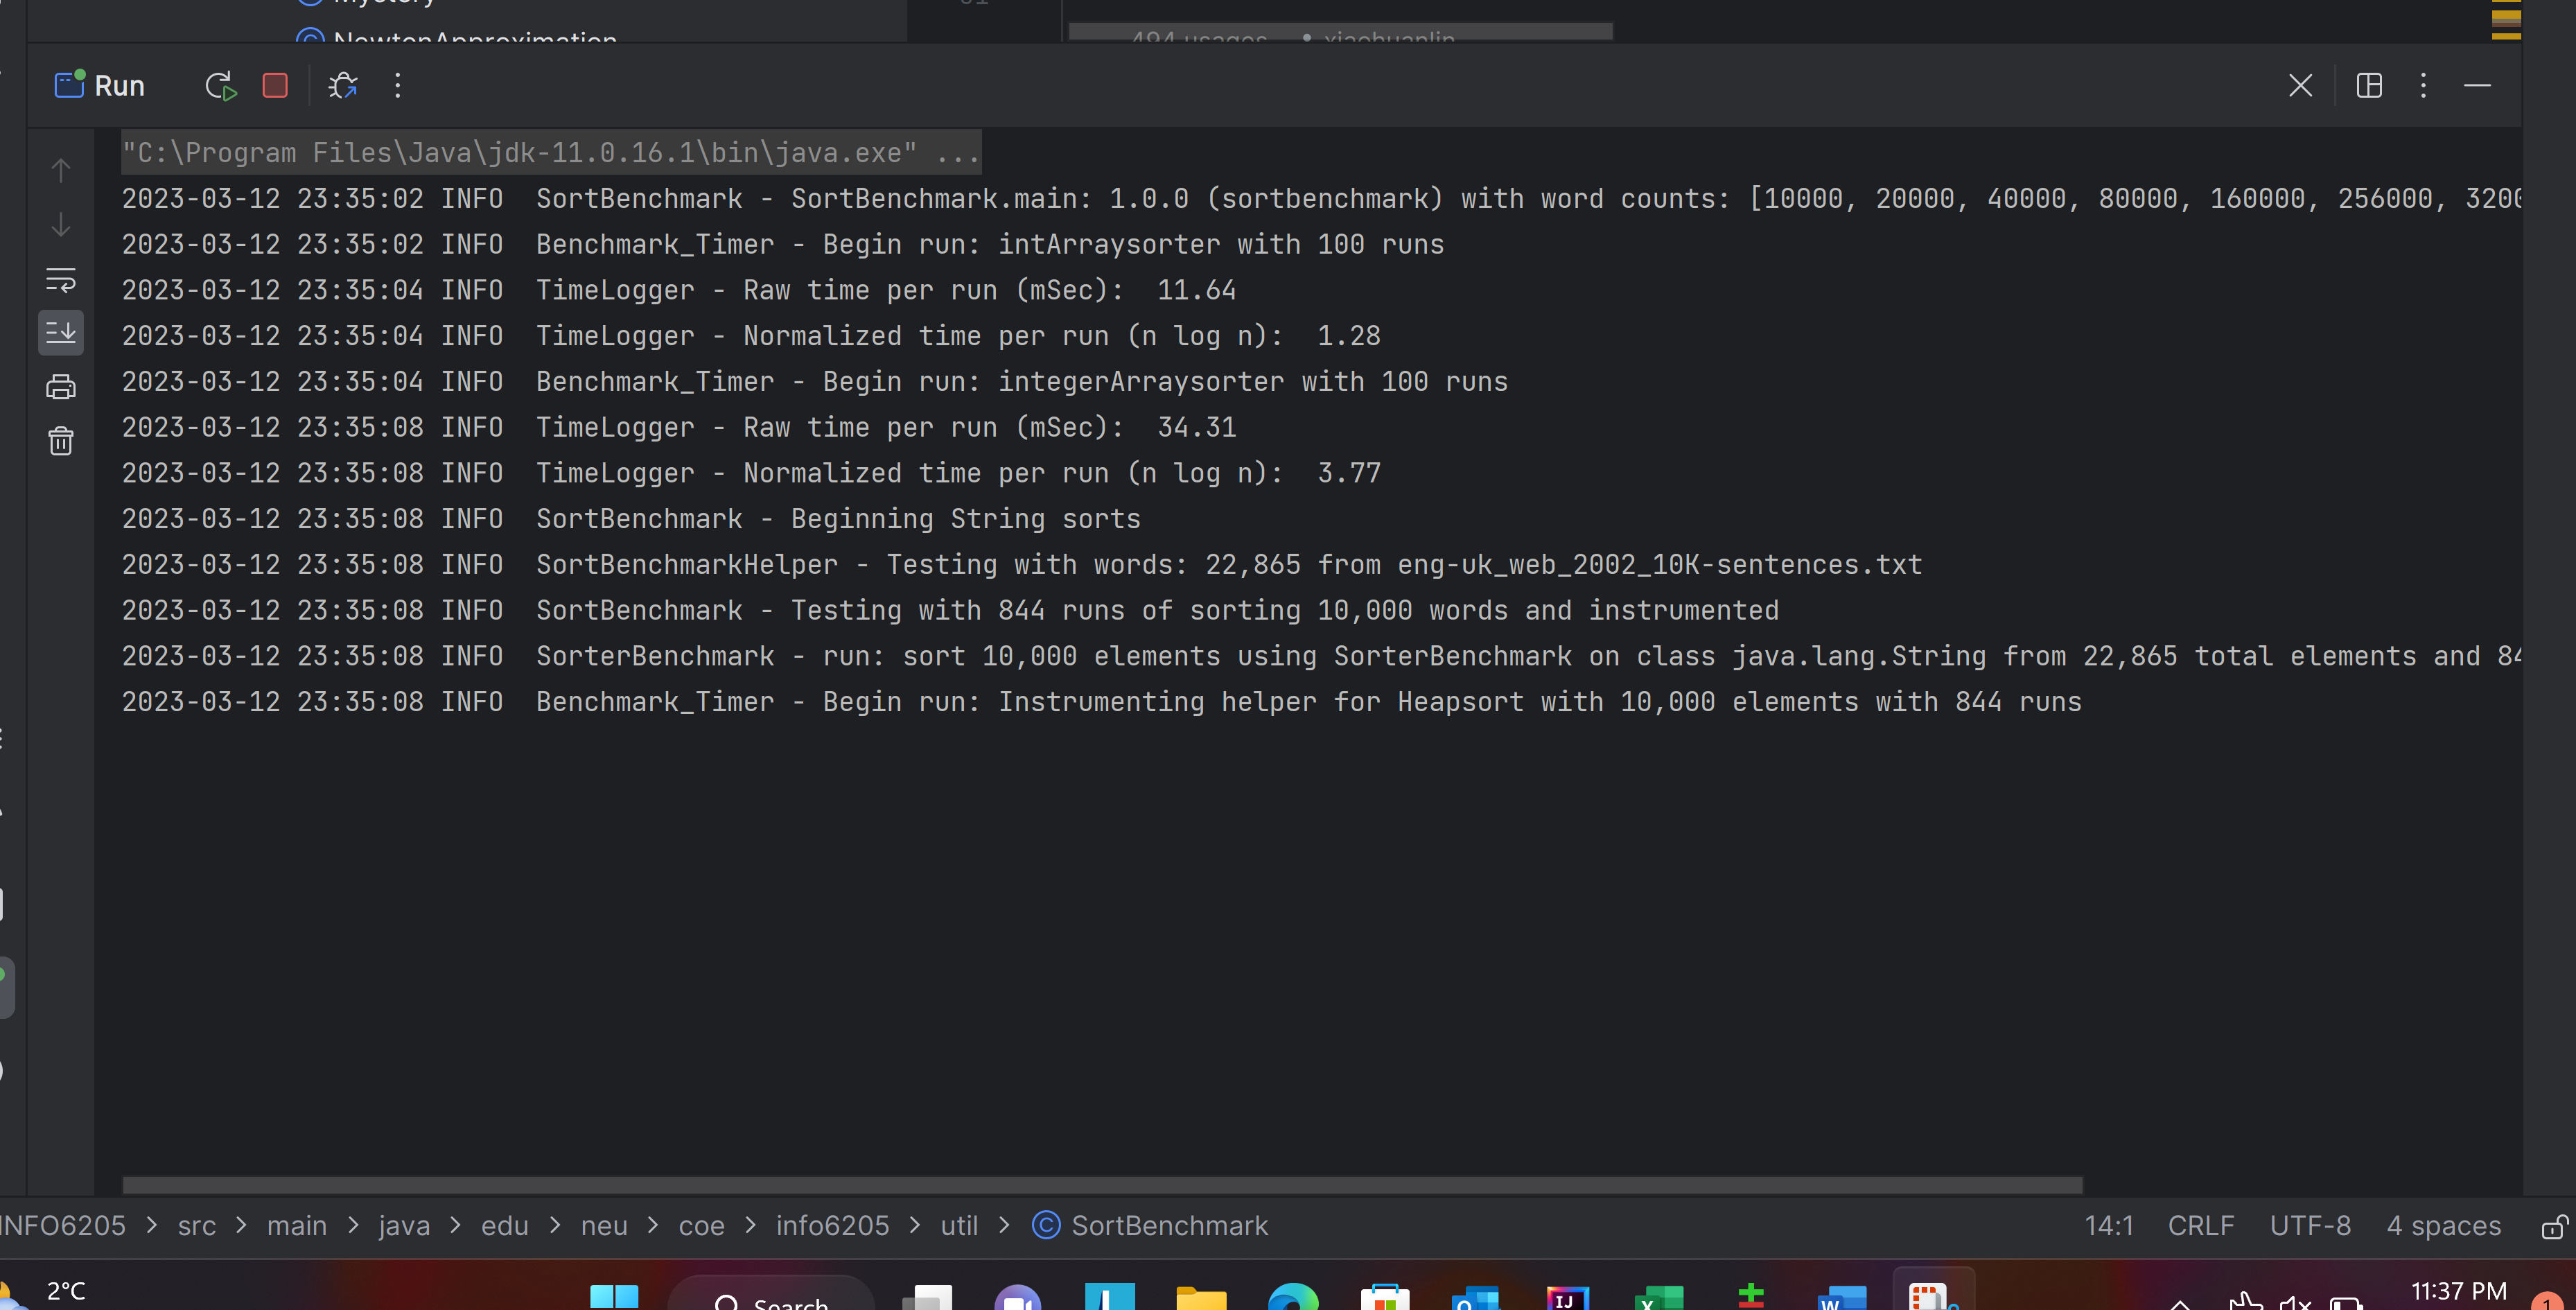 Mystery
NewtonApproximation
494 usages xiaohuanlin
Run
"C:\Program Files\Java\jdk-11.0.16.1\bin\java.exe" ...
2023-03-12 23:35:02 INFO  SortBenchmark - SortBenchmark.main: 1.0.0 (sortbenchmark) with word counts: [10000, 20000, 40000, 80000, 160000, 256000, 3200
2023-03-12 23:35:02 INFO  Benchmark_Timer - Begin run: intArraysorter with 100 runs
2023-03-12 23:35:04 INFO  TimeLogger - Raw time per run (mSec):  11.64
2023-03-12 23:35:04 INFO  TimeLogger - Normalized time per run (n log n):  1.28
2023-03-12 23:35:04 INFO  Benchmark_Timer - Begin run: integerArraysorter with 100 runs
2023-03-12 23:35:08 INFO  TimeLogger - Raw time per run (mSec):  34.31
2023-03-12 23:35:08 INFO  TimeLogger - Normalized time per run (n log n):  3.77
2023-03-12 23:35:08 INFO  SortBenchmark - Beginning String sorts
2023-03-12 23:35:08 INFO  SortBenchmarkHelper - Testing with words: 22,865 from eng-uk_web_2002_10K-sentences.txt
2023-03-12 23:35:08 INFO  SortBenchmark - Testing with 844 runs of sorting 10,000 words and instrumented
2023-03-12 23:35:08 INFO  SorterBenchmark - run: sort 10,000 elements using SorterBenchmark on class java.lang.String from 22,865 total elements and 84
2023-03-12 23:35:08 INFO  Benchmark_Timer - Begin run: Instrumenting helper for Heapsort with 10,000 elements with 844 runs
INFO6205 > src > main > java > edu > neu > coe > info6205 > util > SortBenchmark 14:1 CRLF UTF-8 4 spaces
2°C Search 11:37 PM